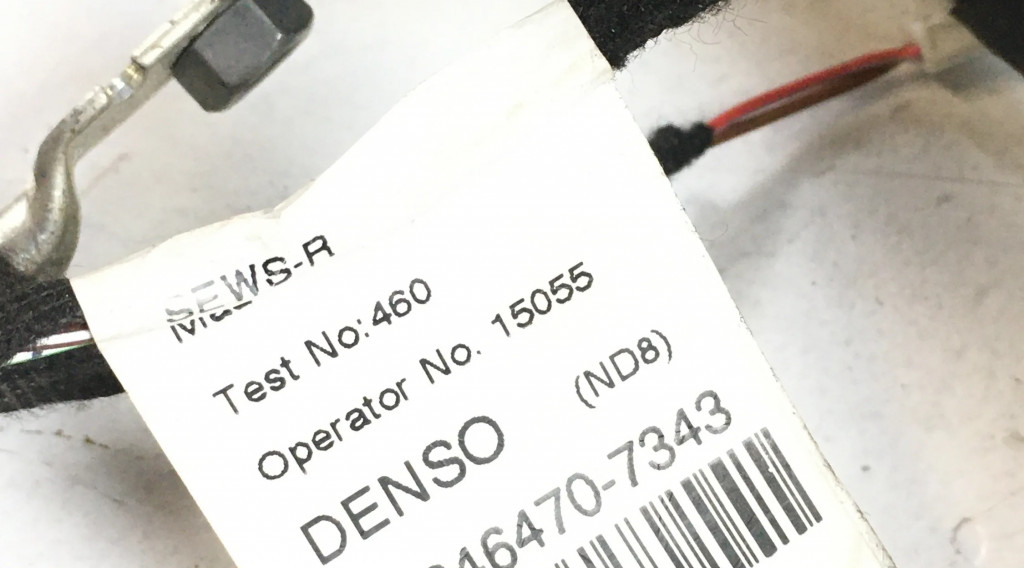 SEWS-R
Test No:460
Operator No. 15055
(ND8)
DENSO
46470-7343